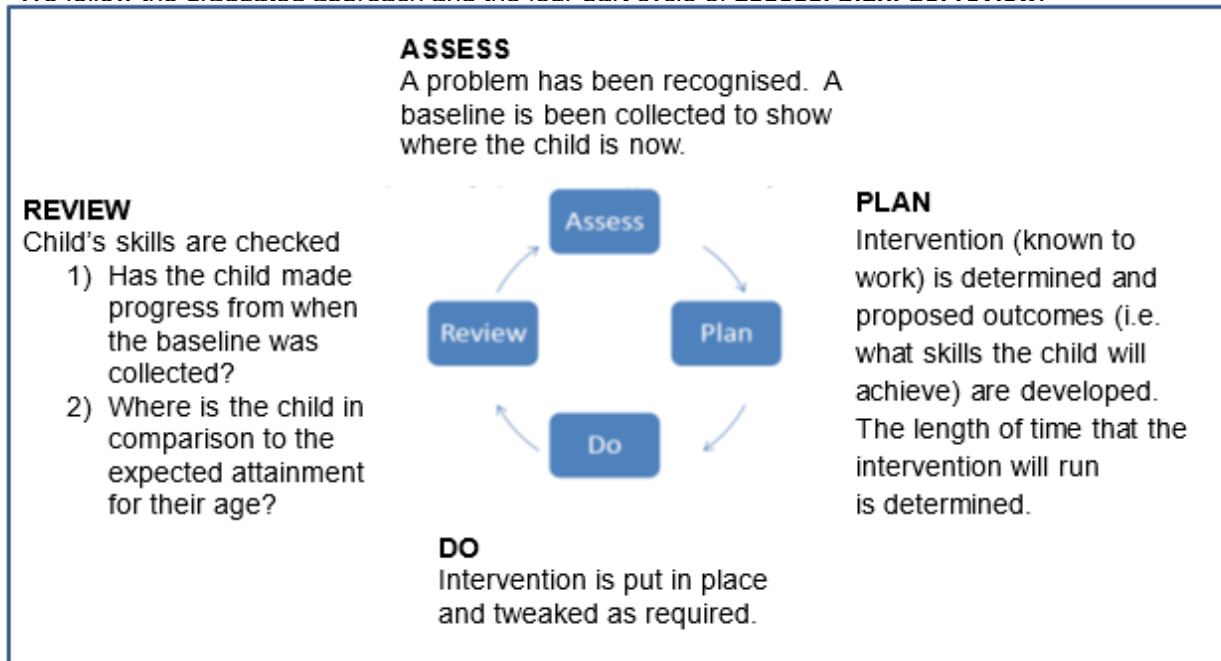 ASSESS
A problem has been recognised.  A
baseline is been collected to show
where the child is now.
REVIEW
Child's skills are checked
1) Has the child made
progress from when
the baseline was
collected?
2) Where is the child in
comparison to the
expected attainment
for their age?
Assess
Review
Plan
Do
PLAN
Intervention (known to
work) is determined and
proposed outcomes (i.e.
what skills the child will
achieve) are developed.
The length of time that the
intervention will run
is determined.
DO
Intervention is put in place
and tweaked as required.